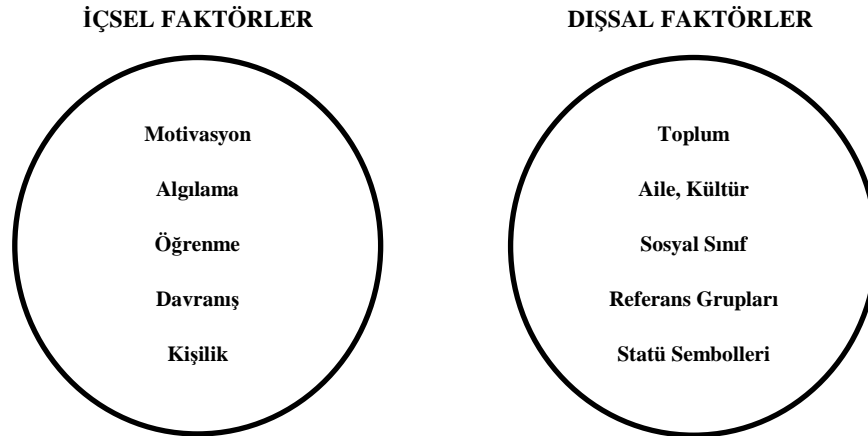 İÇSEL FAKTÖRLER
Motivasyon
Algılama
Öğrenme
Davranış
Kişilik
DIŞSAL FAKTÖRLER
Toplum
Aile, Kültür
Sosyal Sınıf
Referans Grupları
Statü Sembolleri